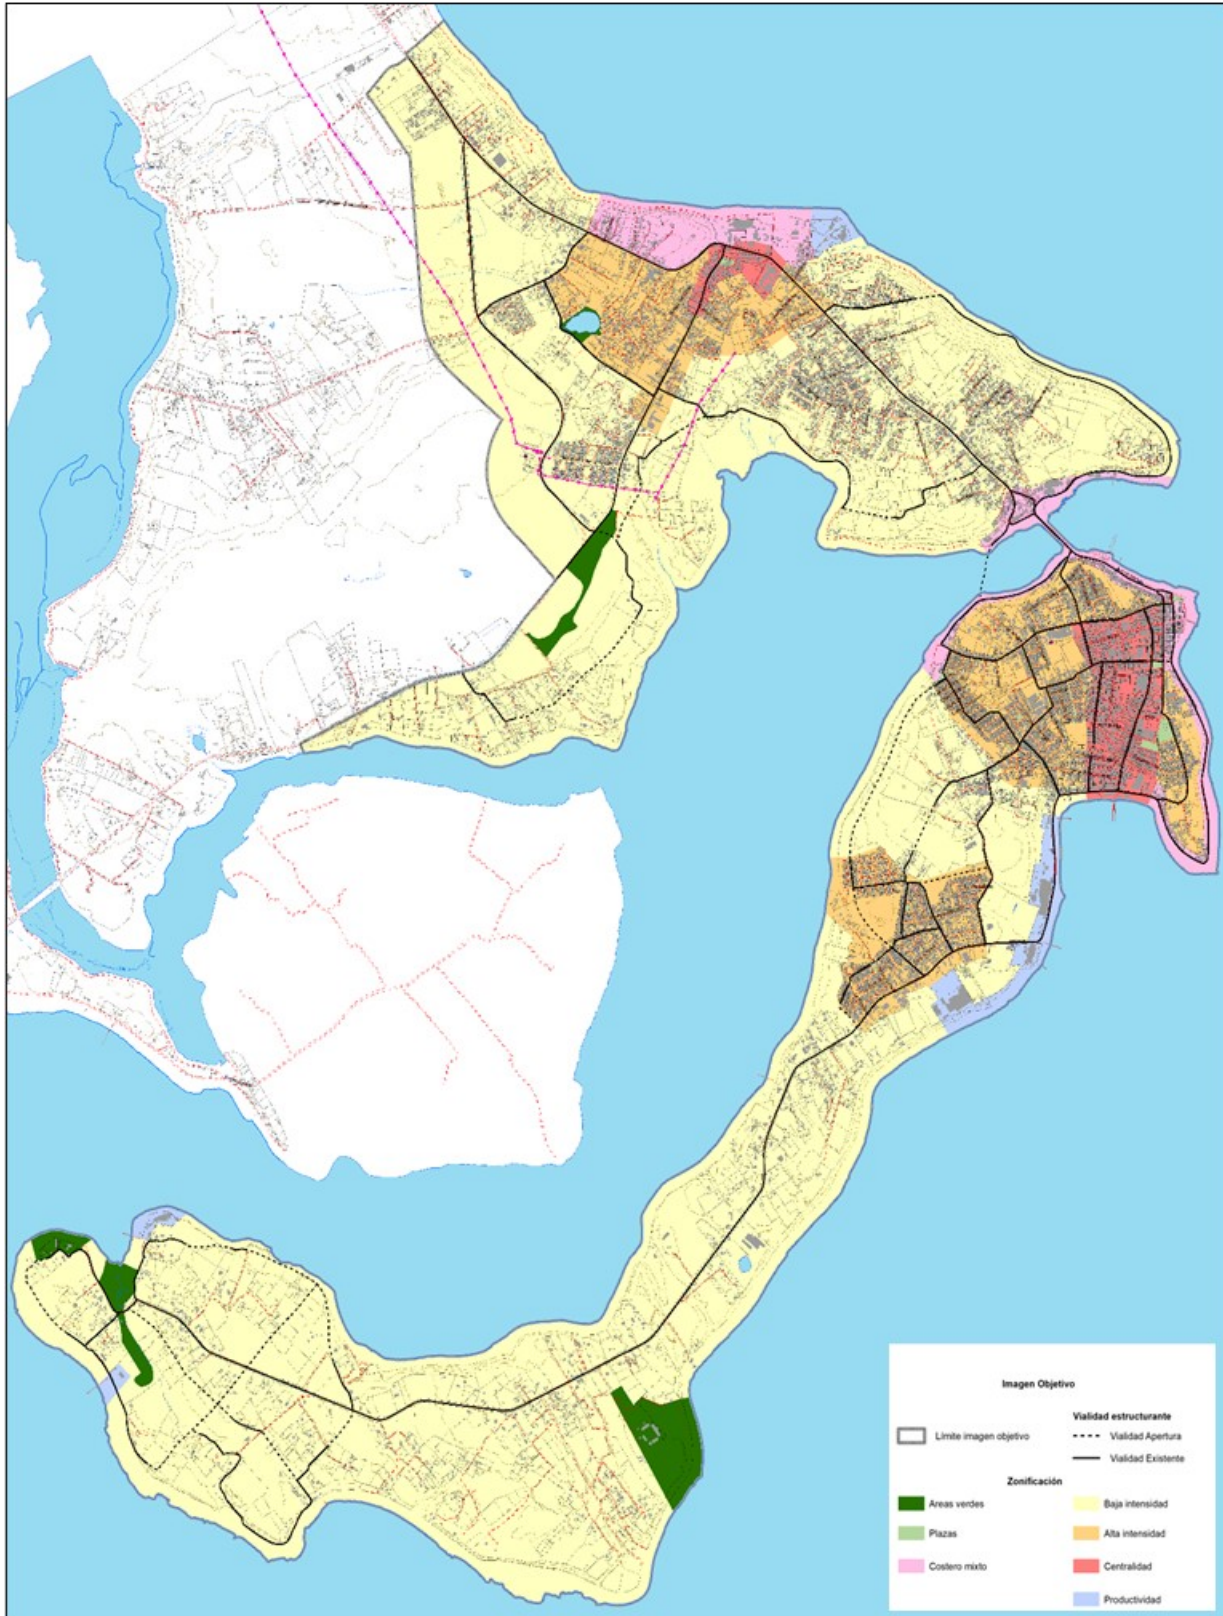 Imagen Objetivo
Vialidad estructurante
Límite imagen objetivo
Vialidad Apertura
Vialidad Existente
Zonificación
Areas verdes
Baja intensidad
Plazas
Alta intensidad
Costero mixto
Centralidad
Productividad